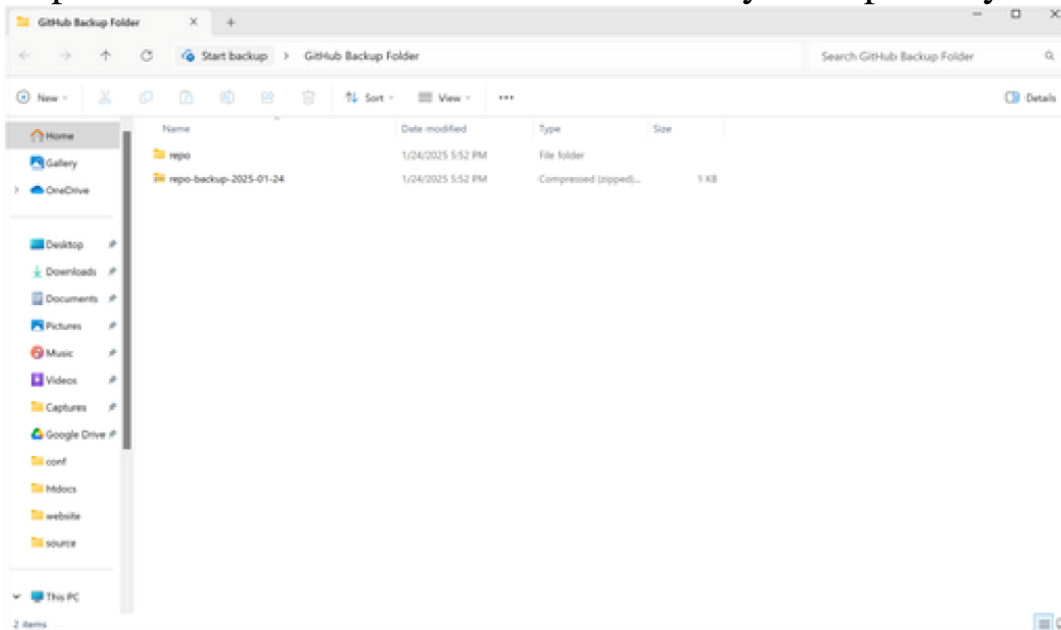 GitHub Backup Folder
Start backup > GitHub Backup Folder
Search GitHub Backup Folder
New
Sort
View
...
Details
Name Date modified Type Size
repo 1/24/2025 5:52 PM File folder
repo-backup-2025-01-24 1/24/2025 5:52 PM Compressed (zipped)... 1 KB
Home
Gallery
OneDrive
Desktop
Downloads
Documents
Pictures
Music
Videos
Captures
Google Drive
conf
htdocs
website
source
This PC
2 items